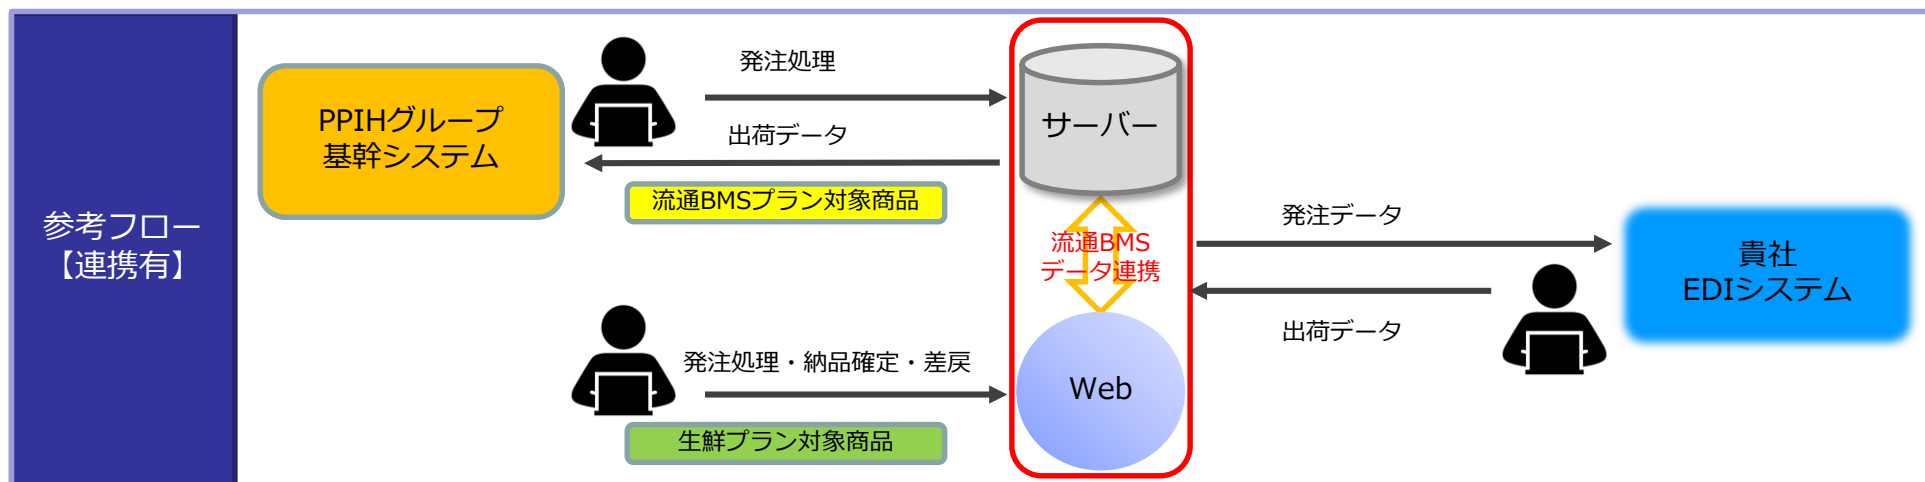 参考フロー
【連携有】
PPIHグループ
基幹システム
発注処理
出荷データ
流通BMSプラン対象商品
発注処理・納品確定・差戻
生鮮プラン対象商品
サーバー
流通BMS
データ連携
Web
発注データ
出荷データ
貴社
EDIシステム